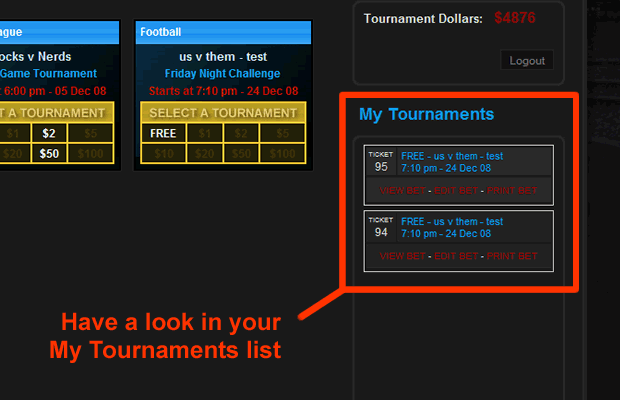 ague
ocks v Nerds
Game Tournament
6:00 pm - 05 Dec 08
T A TOURNAMENT
$1 $2 $5
$20 $50 $100
Football
us v them - test
Friday Night Challenge
Starts at 7:10 pm - 24 Dec 08
SELECT A TOURNAMENT
FREE $1 $2 $5
$10 $20 $50 $100
Tournament Dollars: $4876
Logout
My Tournaments
TICKET
95
FREE - us v them - test
7:10 pm - 24 Dec 08
VIEW BET - EDIT BET - PRINT BET
TICKET
94
FREE - us v them - test
7:10 pm - 24 Dec 08
VIEW BET - EDIT BET - PRINT BET
Have a look in your
My Tournaments list